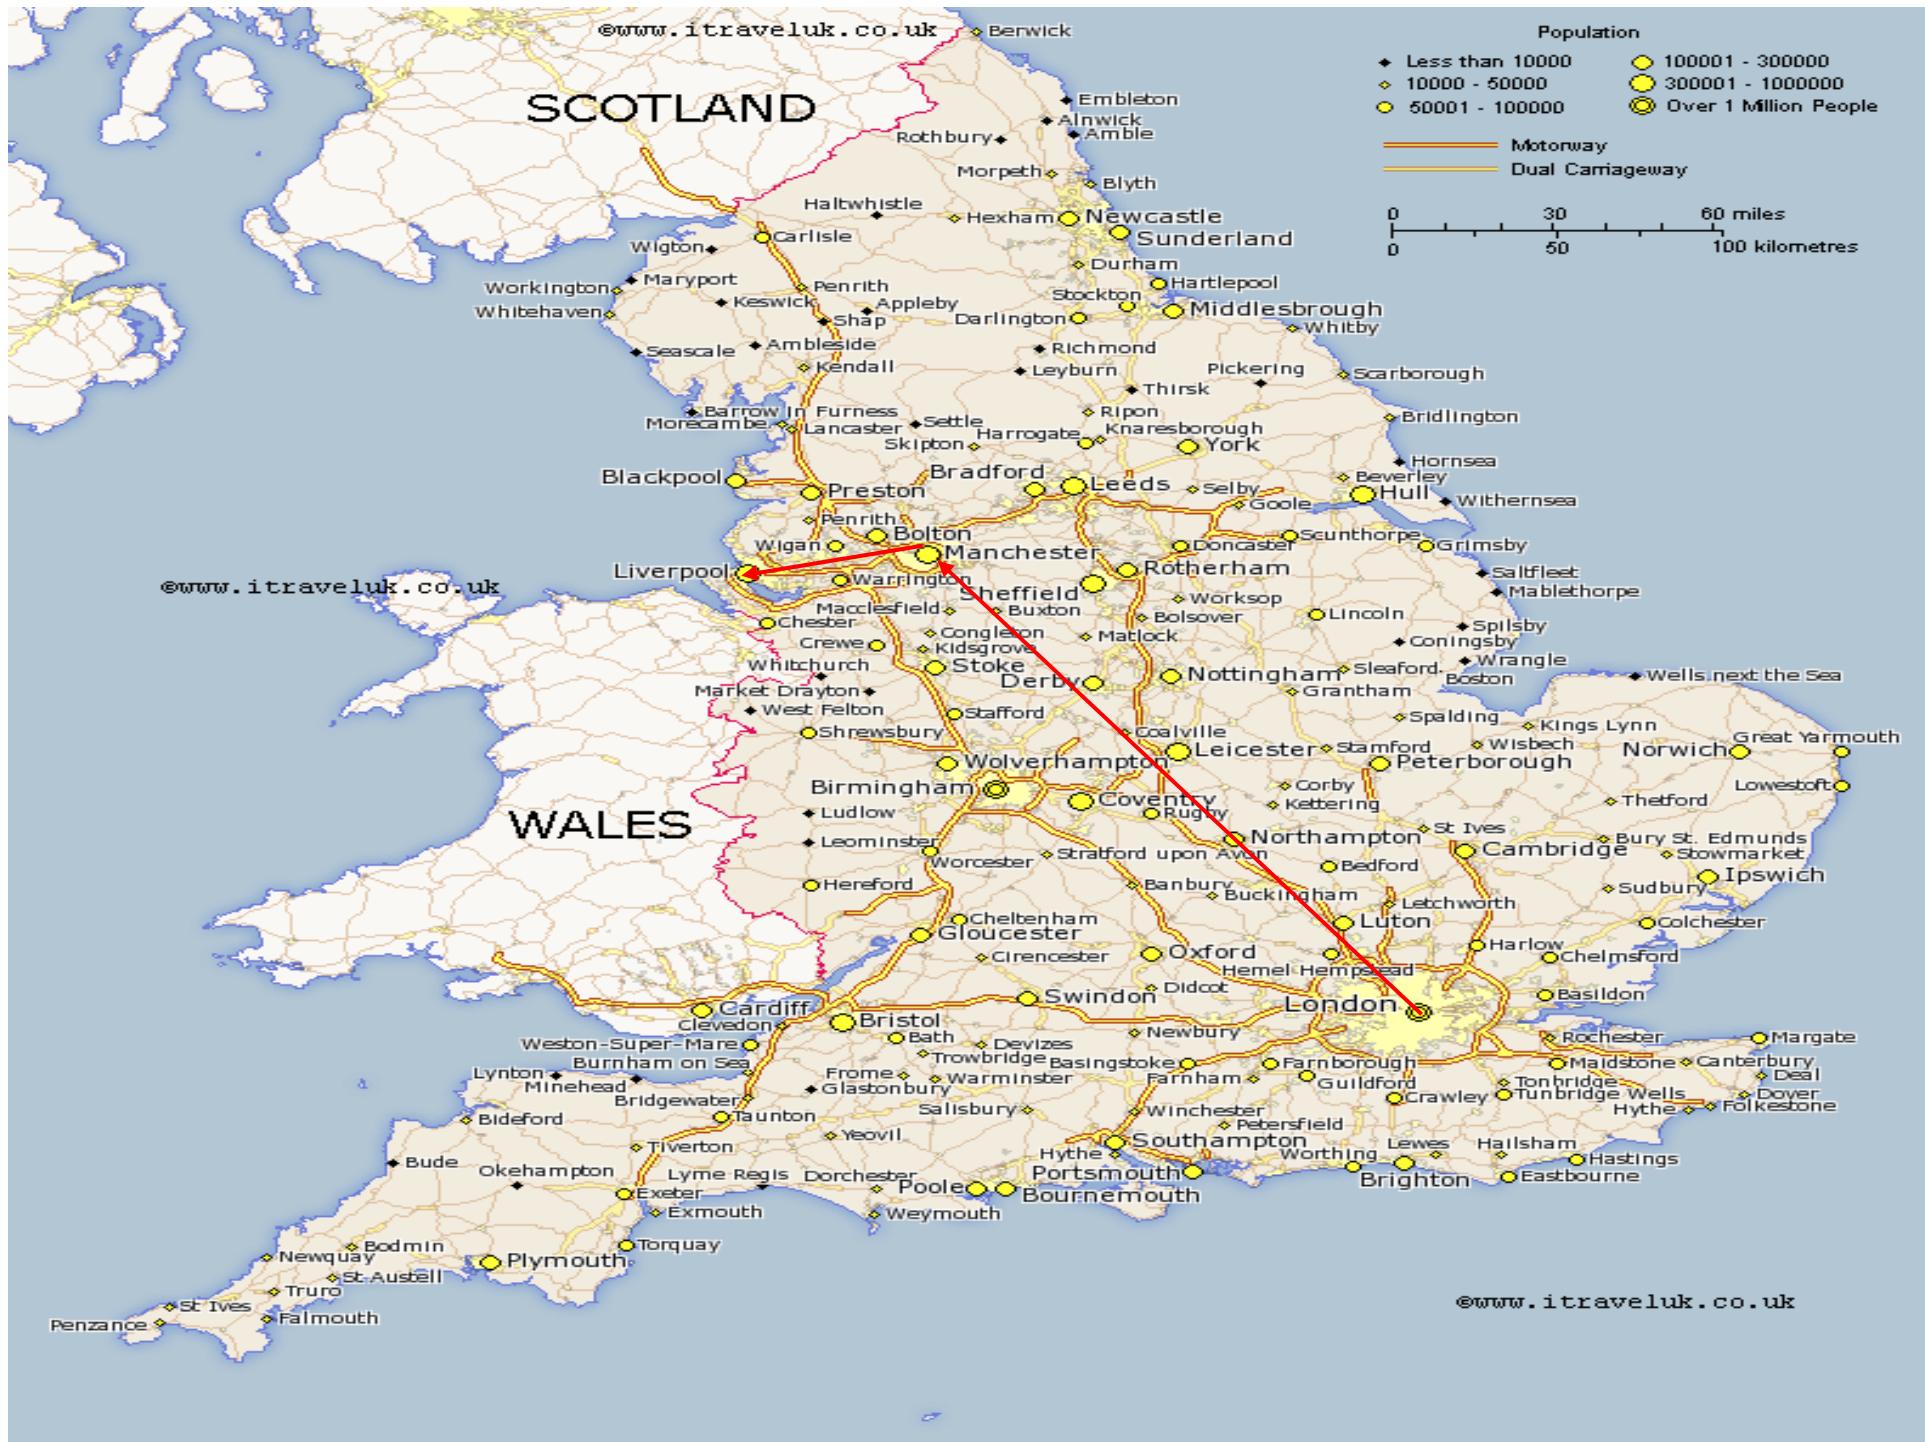 ©www.itraveluk.co.uk
Berwick
Population
Less than 10000
100001 - 300000
10000 - 50000
300001 - 1000000
50001 - 100000
Over 1 Million People
Motorway
Dual Carriageway
0 30 60 miles
0 50 100 kilometres
SCOTLAND
Embleton
Alnwick
Rothbury
Amble
Morpeth
Blyth
Haltwhistle
Hexham
Newcastle
Carlisle
Sunderland
Wigton
Durham
Maryport
Workington
Penrith
Hartlepool
Keswick
Appleby
Stockton
Whitehaven
Shap
Darlington
Middlesbrough
Whitby
Seascale
Ambleside
Richmond
Kendall
Leyburn
Pickering
Scarborough
Thirsk
Barrow In Furness
Ripon
Bridlington
Morecambe
Lancaster
Settle
Harrogate
Knaresborough
Skipton
York
Hornsea
Blackpool
Bradford
Leeds
Beverley
Preston
Selby
Hull
Withernsea
Goole
Penrith
Bolton
Scunthorpe
Wigan
Manchester
Doncaster
Grimsby
Liverpool
Warrington
Rotherham
Saltfleet
©www.itraveluk.co.uk
Sheffield
Mablethorpe
Macclesfield
Buxton
Worksop
Chester
Bolsover
Lincoln
Spilsby
Crewe
Congleton
Matlock
Coningsby
Kidsgrove
Whitchurch
Stoke
Wrangle
Derby
Nottingham
Sleaford
Boston
Wells next the Sea
Market Drayton
Grantham
West Felton
Stafford
Spalding
Kings Lynn
Shrewsbury
Coalville
Leicester
Stamford
Wisbech
Norwich
Great Yarmouth
Wolverhampton
Peterborough
Birmingham
Corby
Lowestoft
Coventry
Kettering
Thetford
WALES
Ludlow
Rugby
Leominster
Northampton
St Ives
Bury St. Edmunds
Worcester
Stratford upon Avon
Cambridge
Stowmarket
Bedford
Hereford
Banbury
Buckingham
Sudbury
Ipswich
Letchworth
Cheltenham
Luton
Colchester
Gloucester
Harlow
Cirencester
Oxford
Chelmsford
Hemel Hempstead
Didcot
Swindon
London
Basildon
Cardiff
Clevedon
Bristol
Newbury
Weston-Super-Mare
Bath
Devizes
Rochester
Margate
Burnham on Sea
Trowbridge
Basingstoke
Farnborough
Maidstone
Canterbury
Lynton
Minehead
Frome
Warminster
Farnham
Guildford
Tonbridge
Deal
Glastonbury
Bridgewater
Crawley
Tunbridge Wells
Dover
Bideford
Taunton
Salisbury
Winchester
Hythe
Folkestone
Petersfield
Tiverton
Yeovil
Southampton
Lewes
Hailsham
Hythe
Worthing
Hastings
Bude
Okehampton
Lyme Regis
Dorchester
Portsmouth
Brighton
Eastbourne
Exeter
Poole
Bournemouth
Exmouth
Weymouth
Bodmin
Torquay
Newquay
Plymouth
St Austell
Truro
St Ives
Falmouth
Penzance
©www.itraveluk.co.uk